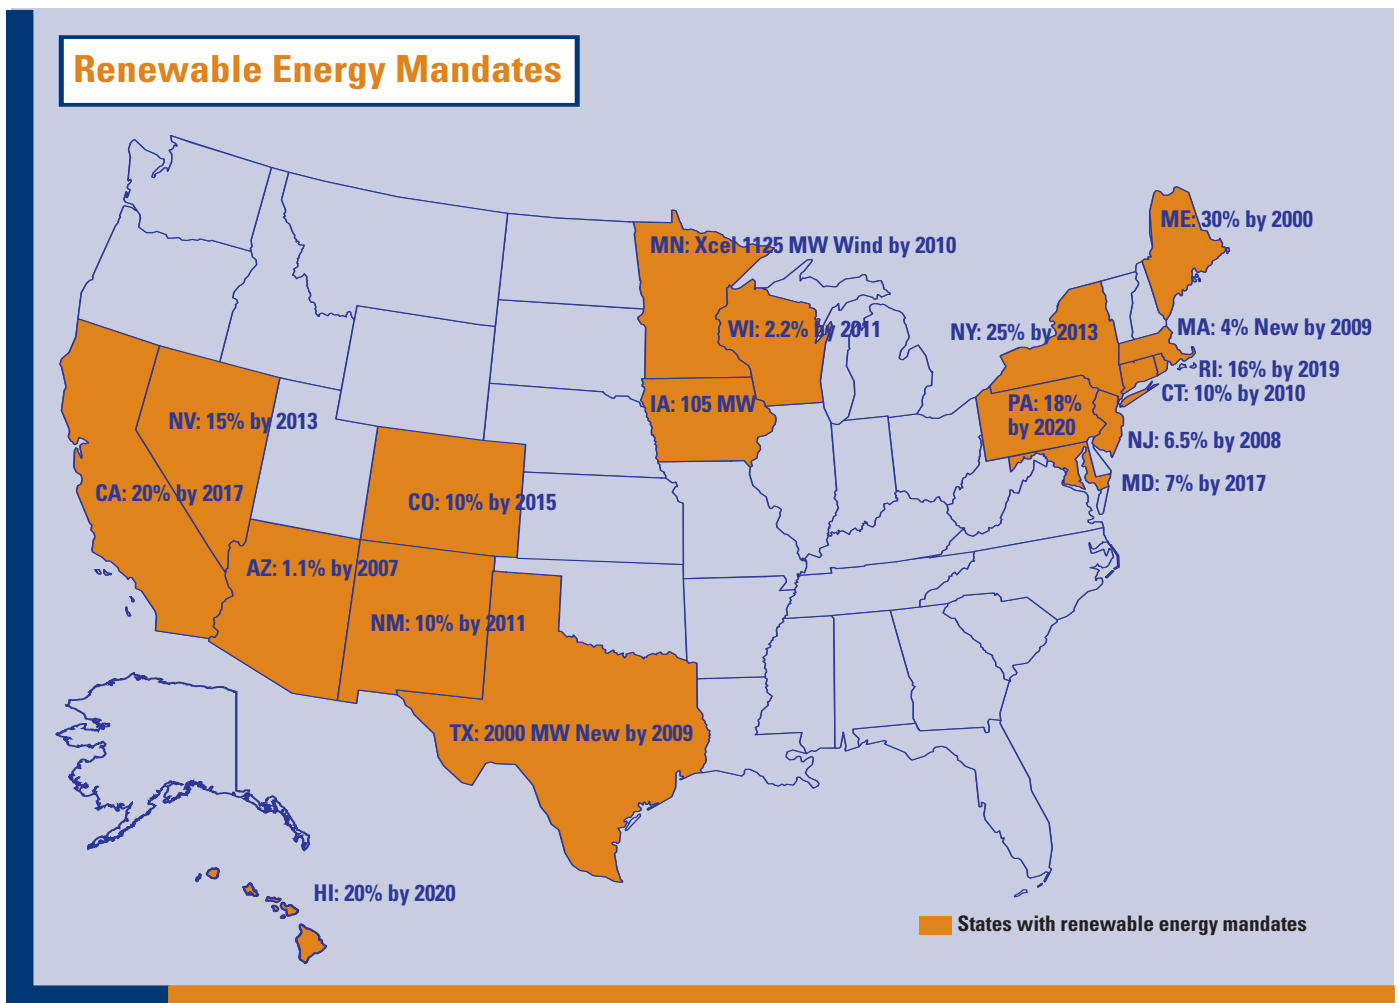 Renewable Energy Mandates
ME: 30% by 2000
MN: Xcel 1125 MW Wind by 2010
WI: 2.2% by 2011
NY: 25% by 2013
MA: 4% New by 2009
RI: 16% by 2019
CT: 10% by 2010
IA: 105 MW
PA: 18%
by 2020
NV: 15% by 2013
NJ: 6.5% by 2008
MD: 7% by 2017
CA: 20% by 2017
CO: 10% by 2015
AZ: 1.1% by 2007
NM: 10% by 2011
TX: 2000 MW New by 2009
HI: 20% by 2020
States with renewable energy mandates